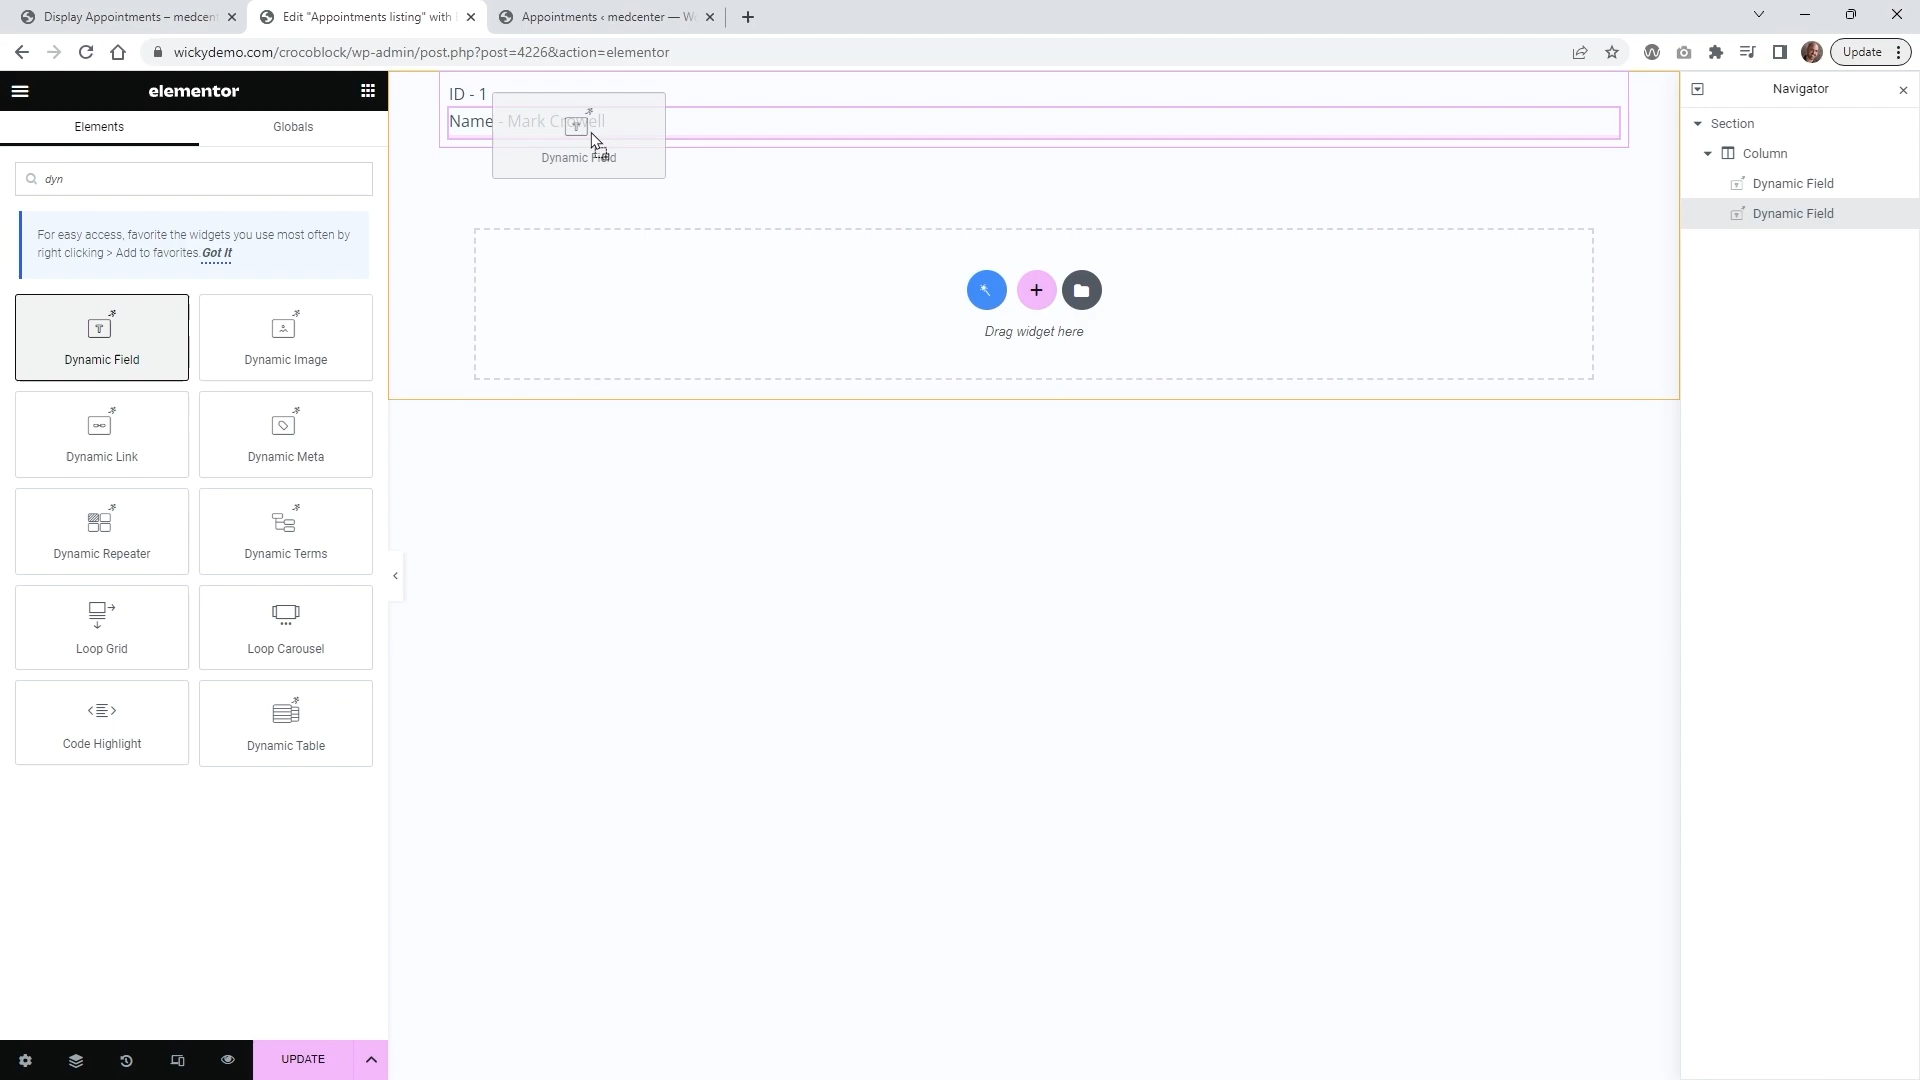 Display Appointments – medcent
Edit "Appointments listing" with
Appointments ‹ medcenter — W
wickydemo.com/crocoblock/wp-admin/post.php?post=4226&action=elementor
Update
elementor
Elements
Globals
dyn
For easy access, favorite the widgets you use most often by
right clicking > Add to favorites. Got It
Dynamic Field
Dynamic Image
Dynamic Link
Dynamic Meta
Dynamic Repeater
Dynamic Terms
Loop Grid
Loop Carousel
Code Highlight
Dynamic Table
UPDATE
ID - 1
Name - Mark Crowell
Dynamic Field
Drag widget here
Navigator
Section
Column
Dynamic Field
Dynamic Field